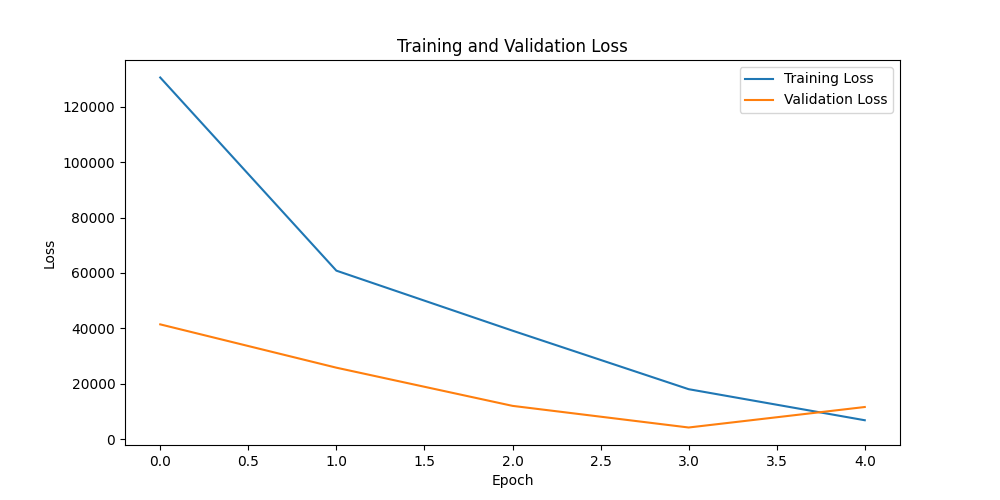 Training and Validation Loss
Training Loss
Validation Loss
120000
100000
80000
60000
40000
20000
0
Loss
0.0 0.5 1.0 1.5 2.0 2.5 3.0 3.5 4.0
Epoch